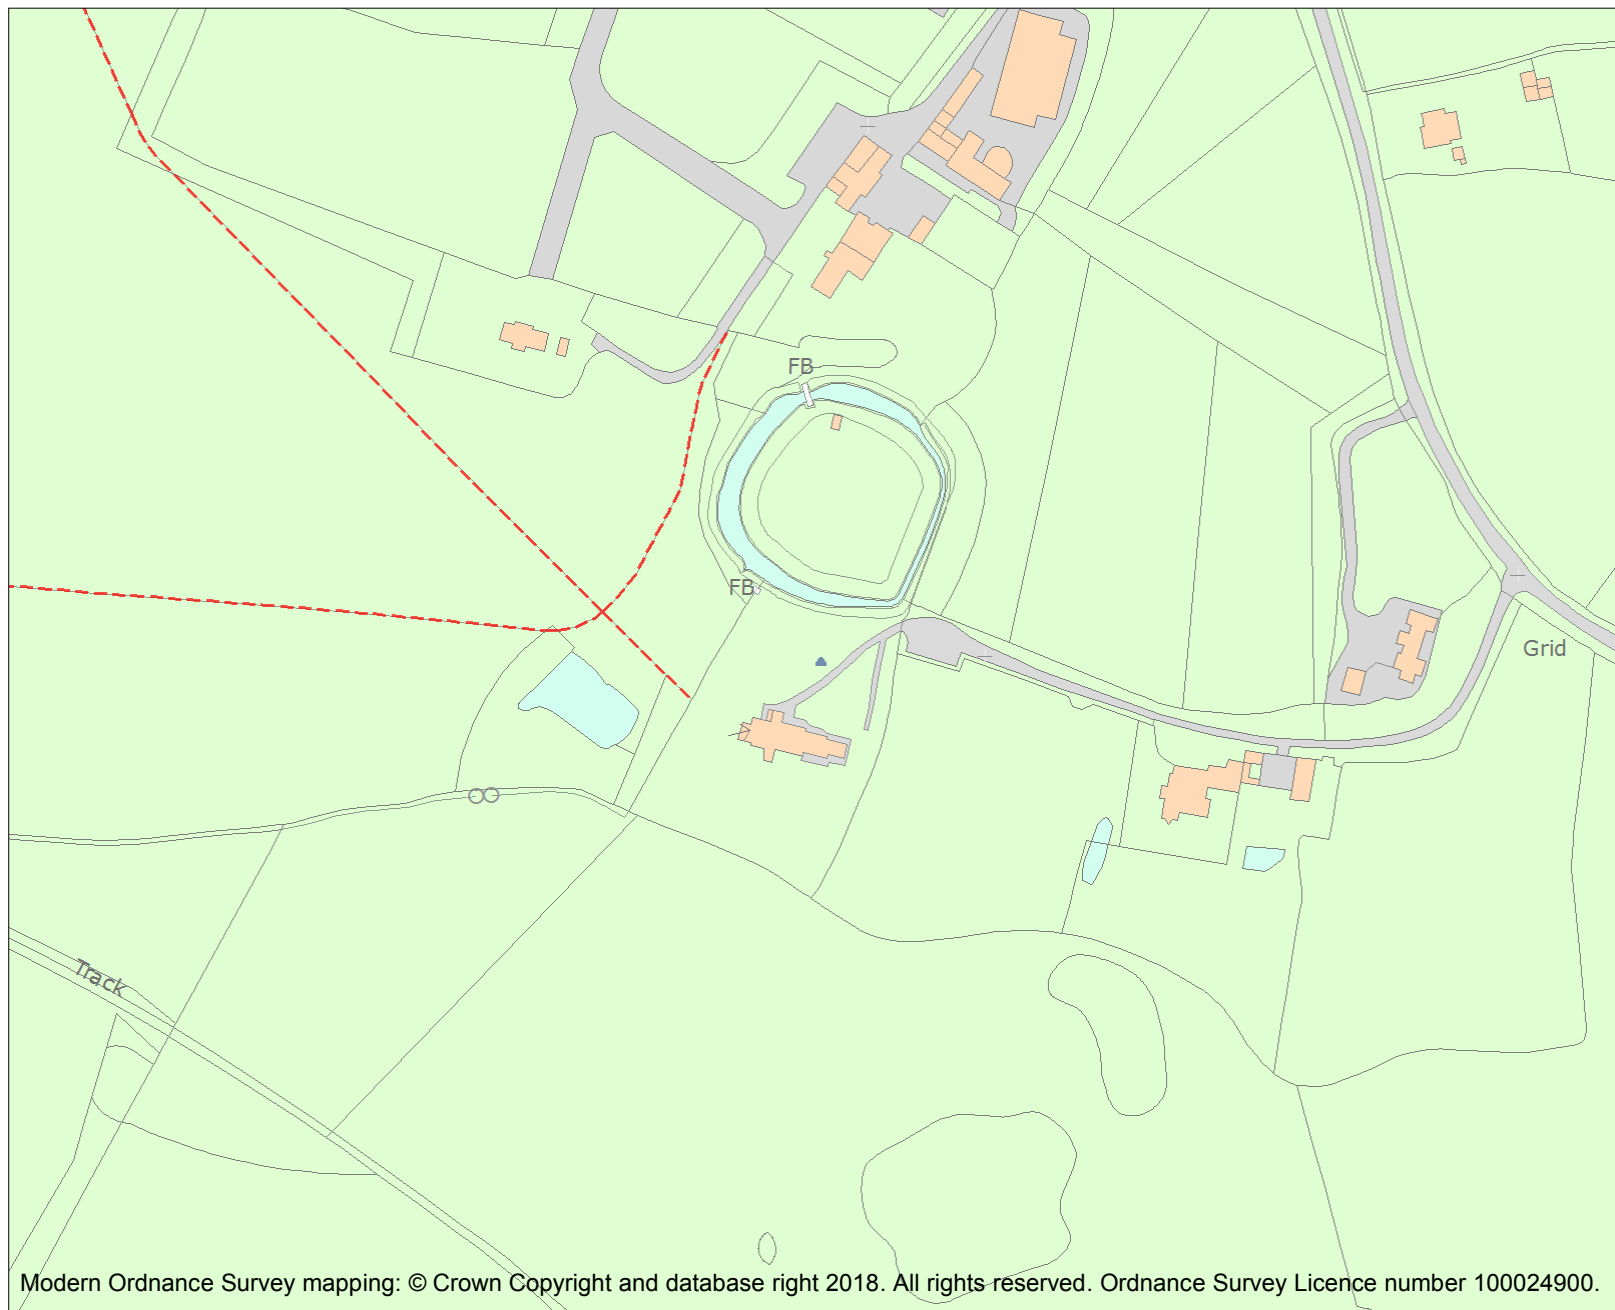 FB
FB
Grid
Track
Modern Ordnance Survey mapping: © Crown Copyright and database right 2018. All rights reserved. Ordnance Survey Licence number 100024900.